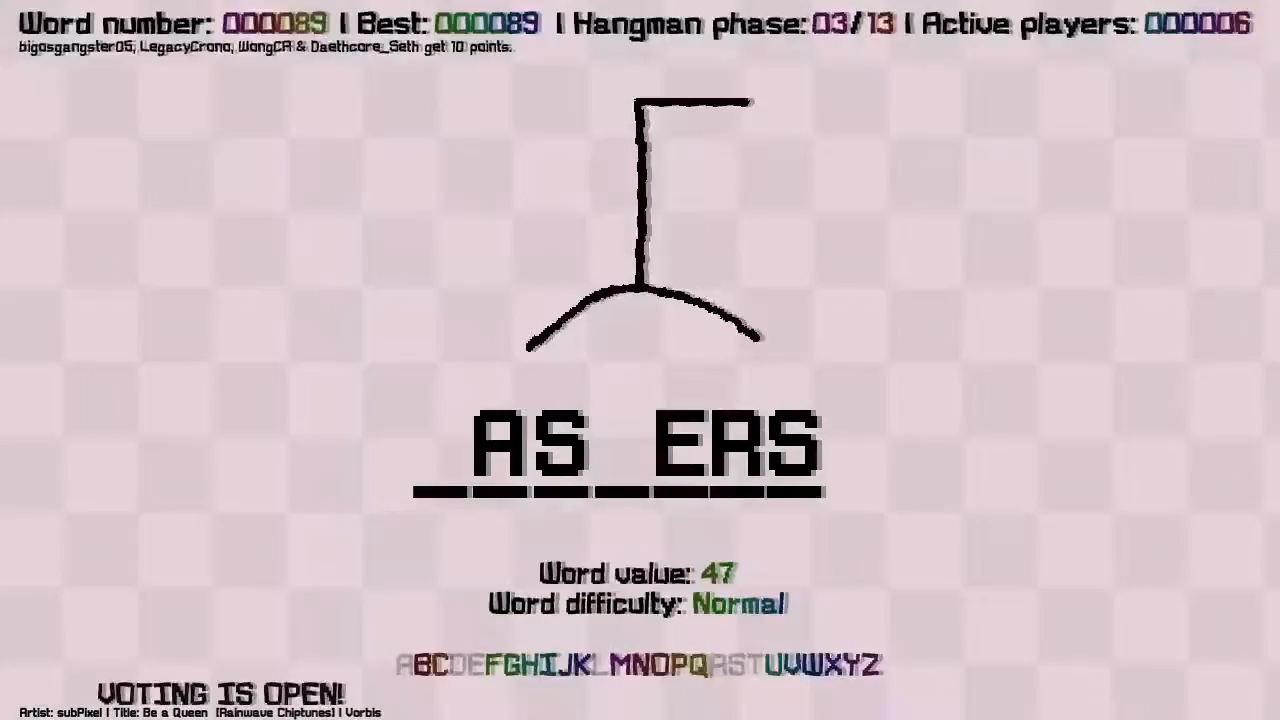 Word number: 000089 | Best: 000089 | Hangman phase: 03/13 | Active players: 000006
bigosgangster05, LegacyCrono, WongCR & Daethcore_Seth get 10 points.
_AS_ERS
Word value: 47
Word difficulty: Normal
ABCDEFGHIJKLMNOPQRSTUVWXYZ
VOTING IS OPEN!
Artist: subPixel | Title: Be a Queen [Rainwave Chiptunes] | Vorbis